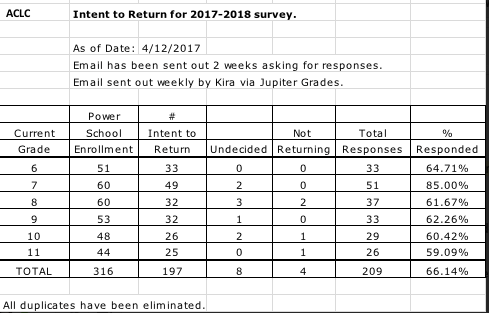 ACLC Intent to Return for 2017-2018 survey.
As of Date: 4/12/2017
Email has been sent out 2 weeks asking for responses.
Email sent out weekly by Kira via Jupiter Grades.
Power #
Current School Intent to Not Total %
Grade Enrollment Return Undecided Returning Responses Responded
6 51 33 0 0 33 64.71%
7 60 49 2 0 51 85.00%
8 60 32 3 2 37 61.67%
9 53 32 1 0 33 62.26%
10 48 26 2 1 29 60.42%
11 44 25 0 1 26 59.09%
TOTAL 316 197 8 4 209 66.14%
All duplicates have been eliminated.